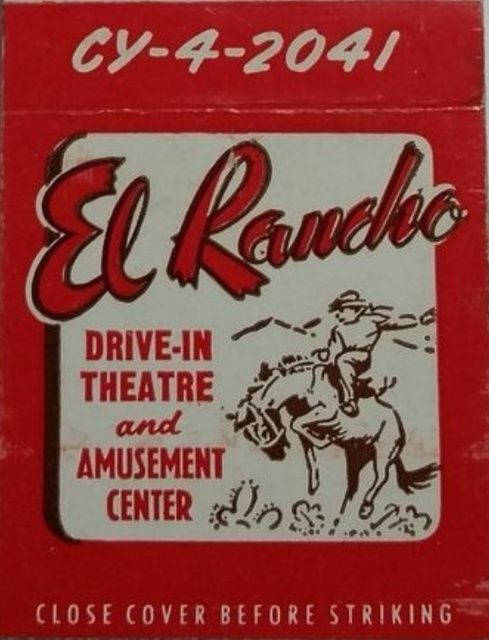 CY-4-2041
El Rancho
DRIVE-IN
THEATRE
and
AMUSEMENT
CENTER
CLOSE COVER BEFORE STRIKING